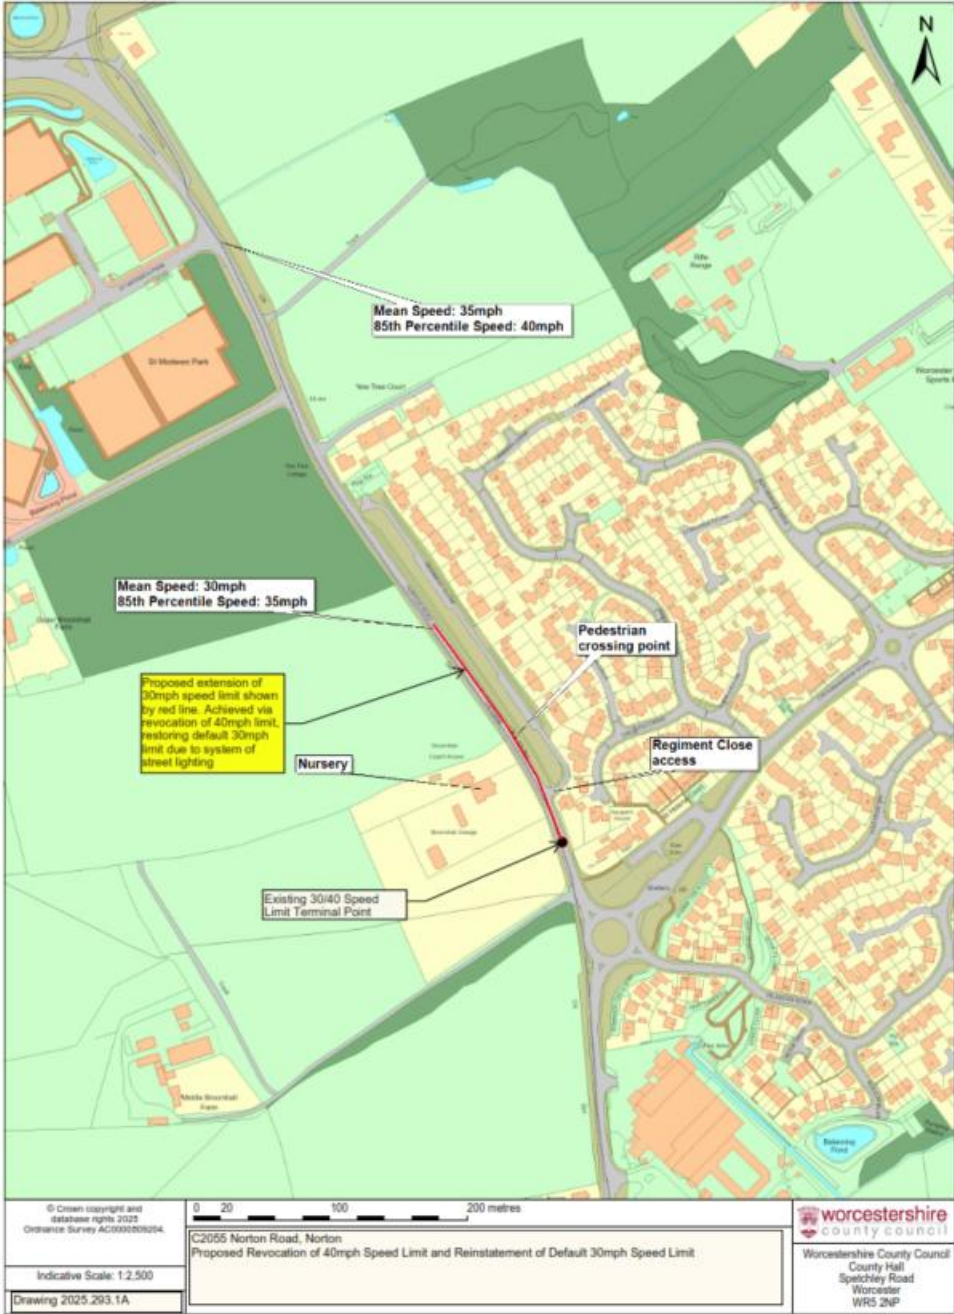 N
Mean Speed: 35mph
85th Percentile Speed: 40mph
Rifle
Range
St Modwen Park
Mean Speed: 30mph
85th Percentile Speed: 35mph
Pedestrian
crossing point
Proposed extension of
30mph speed limit shown
by red line. Achieved via
revocation of 40mph limit,
restoring default 30mph
limit due to system of
street lighting
Regiment Close
access
Nursery
Existing 30/40 Speed
Limit Terminal Point
Middle Broomhall
Farm
Balancing
Pond
© Crown copyright and
database rights 2025
Ordnance Survey
Indicative Scale: 1:2,500
Drawing 2025.293.1A
0 20 100 200 metres
C2055 Norton Road, Norton
Proposed Revocation of 40mph Speed Limit and Reinstatement of Default 30mph Speed Limit
worcestershire
county council
Worcestershire County Council
County Hall
Spetchley Road
Worcester
WR5 2NP